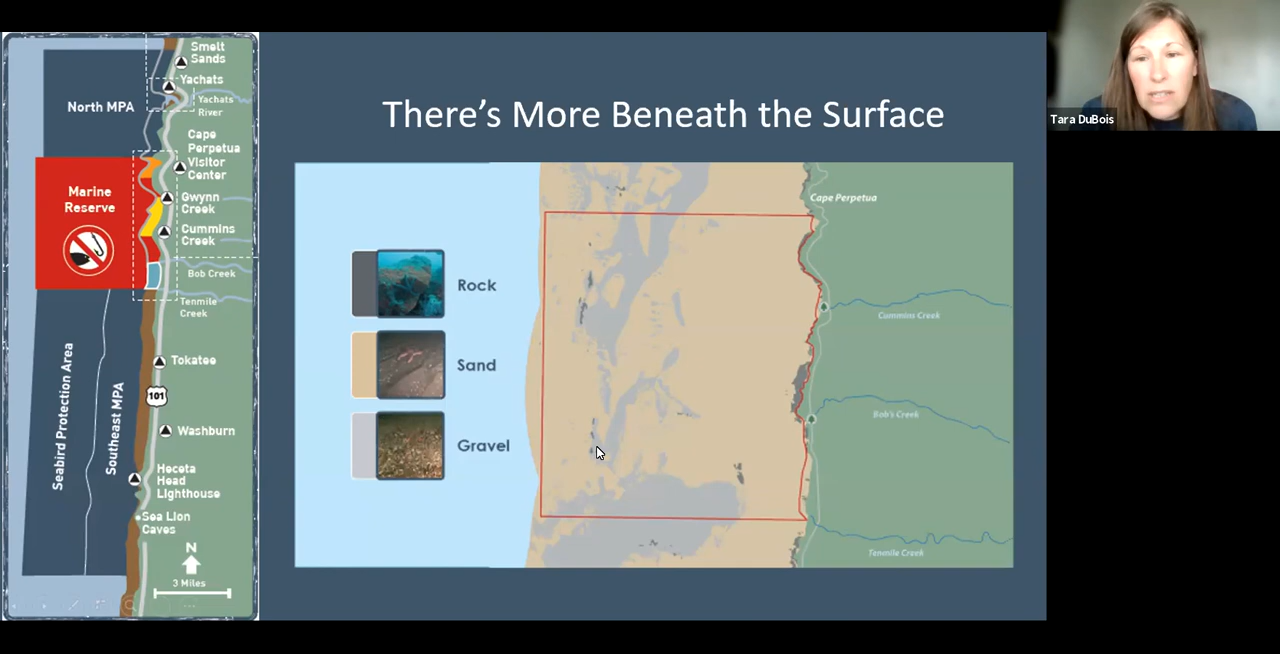 Smelt
Sands
Yachats
North MPA
Yachats
River
Cape
Perpetua
Visitor
Center
Marine
Reserve
Gwynn
Creek
Cummins
Creek
Bob Creek
Tenmile
Creek
Tokatee
Seabird Protection Area
Southeast MPA
101
Washburn
Heceta
Head
Lighthouse
Sea Lion
Caves
N
3 Miles
There's More Beneath the Surface
Rock
Sand
Gravel
Cape Perpetua
Cummins Creek
Bob's Creek
Tenmile Creek
Tara DuBois